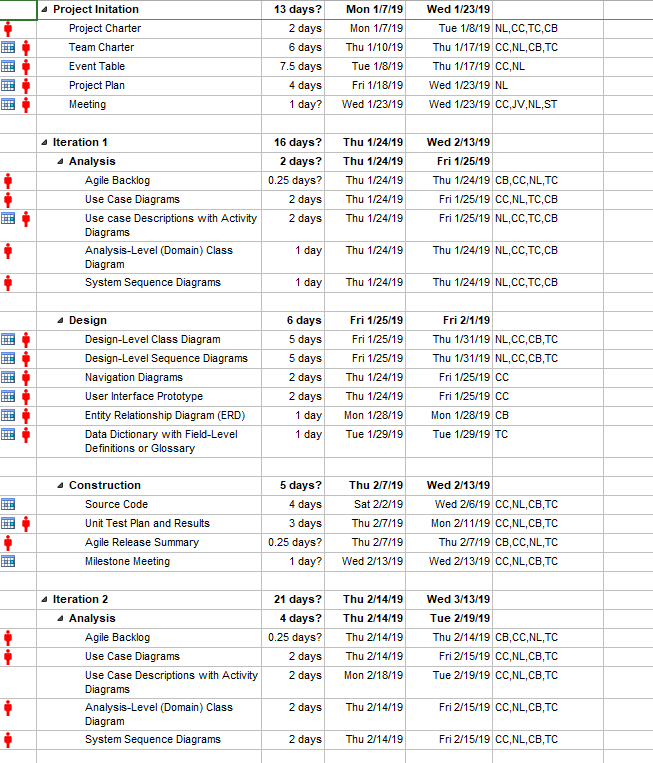 Project Initation 13 days? Mon 1/7/19 Wed 1/23/19
Project Charter 2 days Mon 1/7/19 Tue 1/8/19 NL,CC,TC,CB
Team Charter 6 days Thu 1/10/19 Thu 1/17/19 CC,NL,CB,TC
Event Table 7.5 days Tue 1/8/19 Thu 1/17/19 CC,NL
Project Plan 4 days Fri 1/18/19 Wed 1/23/19 NL
Meeting 1 day? Wed 1/23/19 Wed 1/23/19 CC,JV,NL,ST
Iteration 1 16 days? Thu 1/24/19 Wed 2/13/19
Analysis 2 days? Thu 1/24/19 Fri 1/25/19
Agile Backlog 0.25 days? Thu 1/24/19 Thu 1/24/19 CB,CC,NL,TC
Use Case Diagrams 2 days Thu 1/24/19 Fri 1/25/19 CC,NL,TC,CB
Use case Descriptions with Activity 2 days Thu 1/24/19 Fri 1/25/19 NL,CC,TC,CB
Diagrams
Analysis-Level (Domain) Class 1 day Thu 1/24/19 Thu 1/24/19 NL,CC,TC,CB
Diagram
System Sequence Diagrams 1 day Thu 1/24/19 Thu 1/24/19 NL,CC,TC,CB
Design 6 days Fri 1/25/19 Fri 2/1/19
Design-Level Class Diagram 5 days Fri 1/25/19 Thu 1/31/19 NL,CC,CB,TC
Design-Level Sequence Diagrams 5 days Fri 1/25/19 Thu 1/31/19 NL,CC,CB,TC
Navigation Diagrams 2 days Thu 1/24/19 Fri 1/25/19 CC
User Interface Prototype 2 days Thu 1/24/19 Fri 1/25/19 CC
Entity Relationship Diagram (ERD) 1 day Mon 1/28/19 Mon 1/28/19 CB
Data Dictionary with Field-Level 1 day Tue 1/29/19 Tue 1/29/19 TC
Definitions or Glossary
Construction 5 days? Thu 2/7/19 Wed 2/13/19
Source Code 4 days Sat 2/2/19 Wed 2/6/19 CC,NL,CB,TC
Unit Test Plan and Results 3 days Thu 2/7/19 Mon 2/11/19 CC,NL,CB,TC
Agile Release Summary 0.25 days? Thu 2/7/19 Thu 2/7/19 CB,CC,NL,TC
Milestone Meeting 1 day? Wed 2/13/19 Wed 2/13/19 CC,NL,CB,TC
Iteration 2 21 days? Thu 2/14/19 Wed 3/13/19
Analysis 4 days? Thu 2/14/19 Tue 2/19/19
Agile Backlog 0.25 days? Thu 2/14/19 Thu 2/14/19 CB,CC,NL,TC
Use Case Diagrams 2 days Thu 2/14/19 Fri 2/15/19 CC,NL,CB,TC
Use Case Descriptions with Activity 2 days Mon 2/18/19 Tue 2/19/19 CC,NL,CB,TC
Diagrams
Analysis-Level (Domain) Class 2 days Thu 2/14/19 Fri 2/15/19 CC,NL,CB,TC
Diagram
System Sequence Diagrams 2 days Thu 2/14/19 Fri 2/15/19 CC,NL,CB,TC